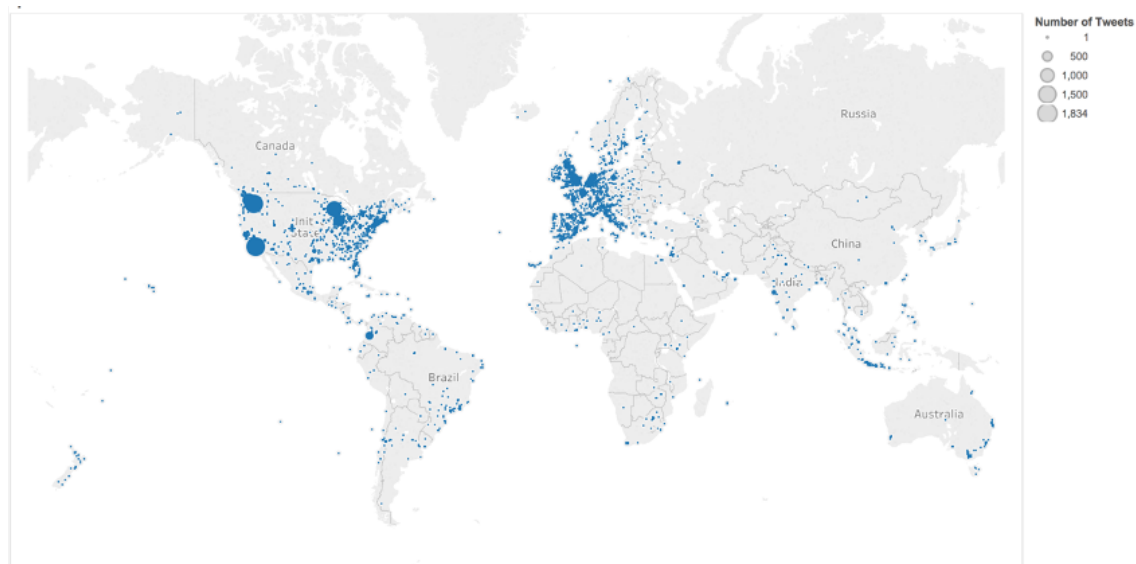 Number of Tweets
1
500
1,000
1,500
1,834
Russia
Canada
China
India
Brazil
Australia